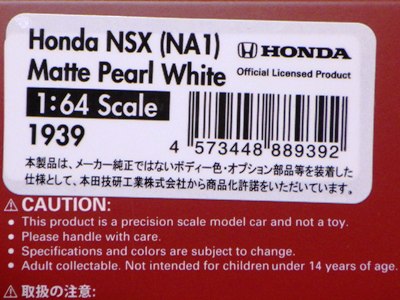 Honda NSX (NA1)
HONDA
Matte Pearl White
Official Licensed Product
1:64 Scale
1939
4 573448 889392
本製品は、メーカー純正ではないボディー色・オプション部品等を装着した
仕様として、本田技研工業株式会社から商品化許諾をいただいています。
⚠CAUTION:
• This product is a precision scale model car and not a toy.
• Please handle with care.
• Specifications and colors are subject to change.
• Adult collectable. Not intended for children under 14 years of age.
⚠取扱の注意: